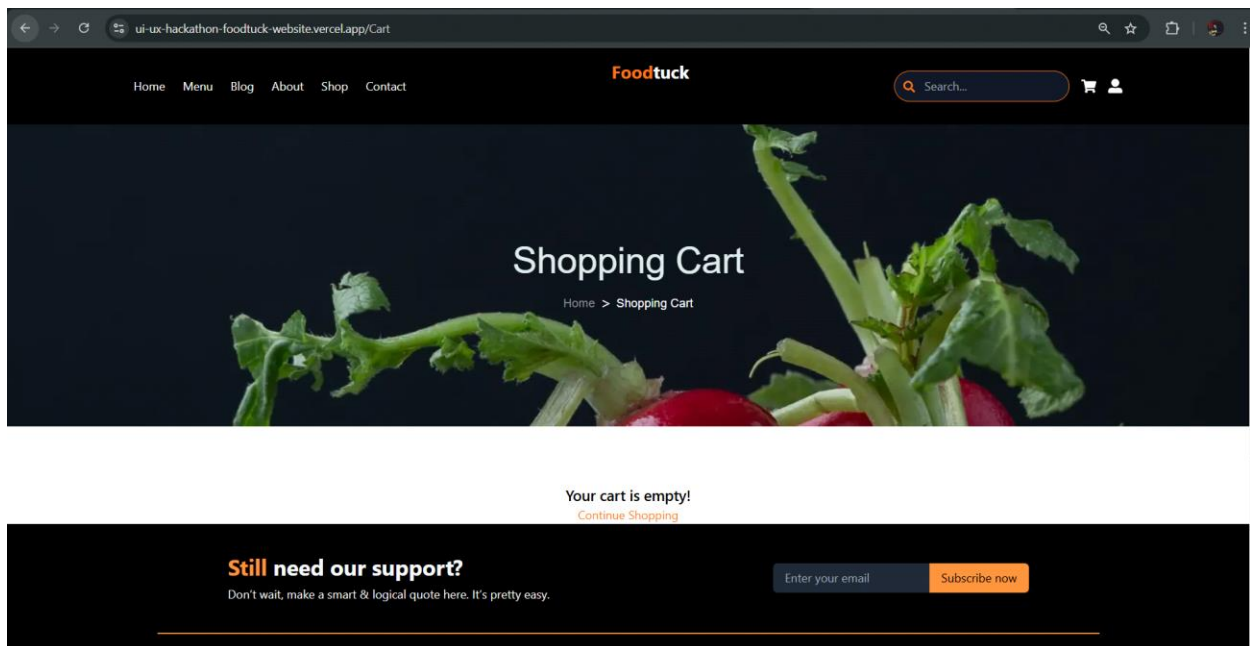 ui-ux-hackathon-foodtuck-website.vercel.app/Cart
Foodtuck
Home Menu Blog About Shop Contact
Search...
Shopping Cart
Home > Shopping Cart
Your cart is empty!
Continue Shopping
Still need our support?
Don't wait, make a smart & logical quote here. It's pretty easy.
Enter your email
Subscribe now